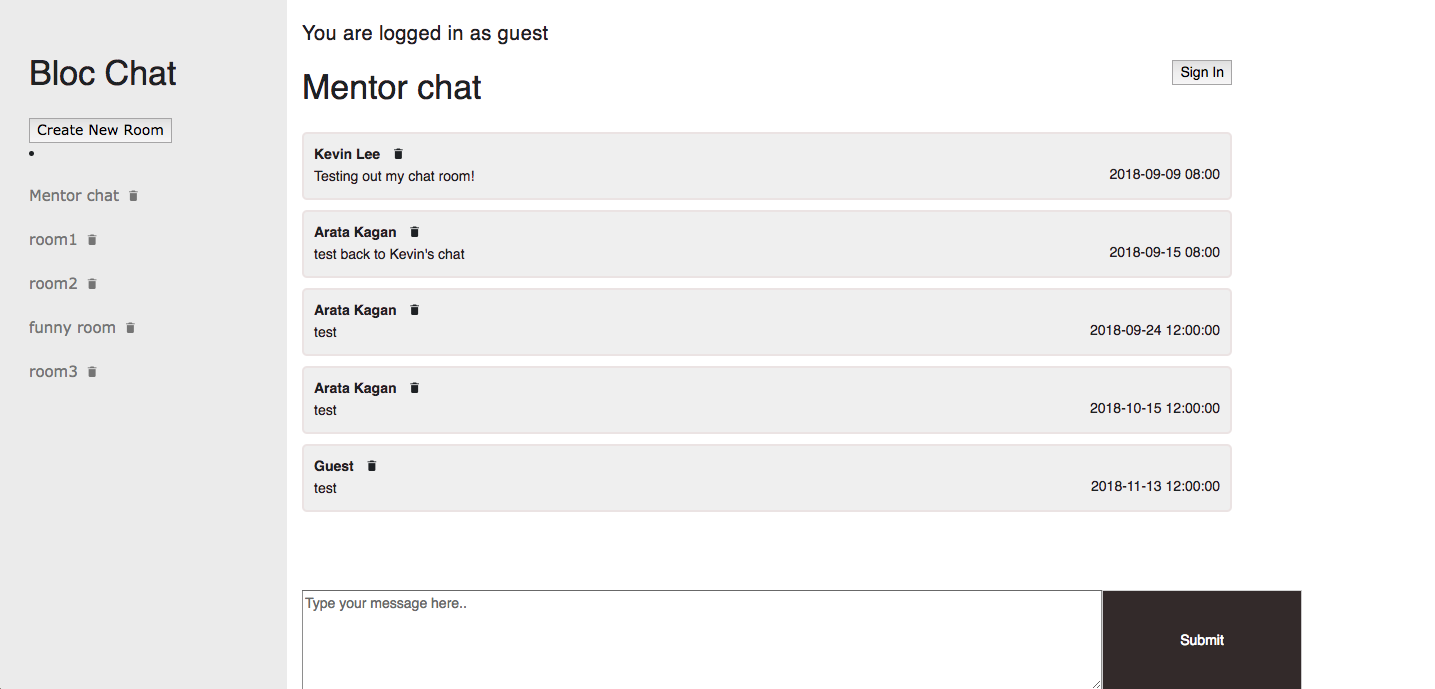 Bloc Chat
Create New Room
Mentor chat
room1
room2
funny room
room3
You are logged in as guest
Mentor chat
Sign In
Kevin Lee
Testing out my chat room!
2018-09-09 08:00
Arata Kagan
test back to Kevin's chat
2018-09-15 08:00
Arata Kagan
test
2018-09-24 12:00:00
Arata Kagan
test
2018-10-15 12:00:00
Guest
test
2018-11-13 12:00:00
Type your message here..
Submit